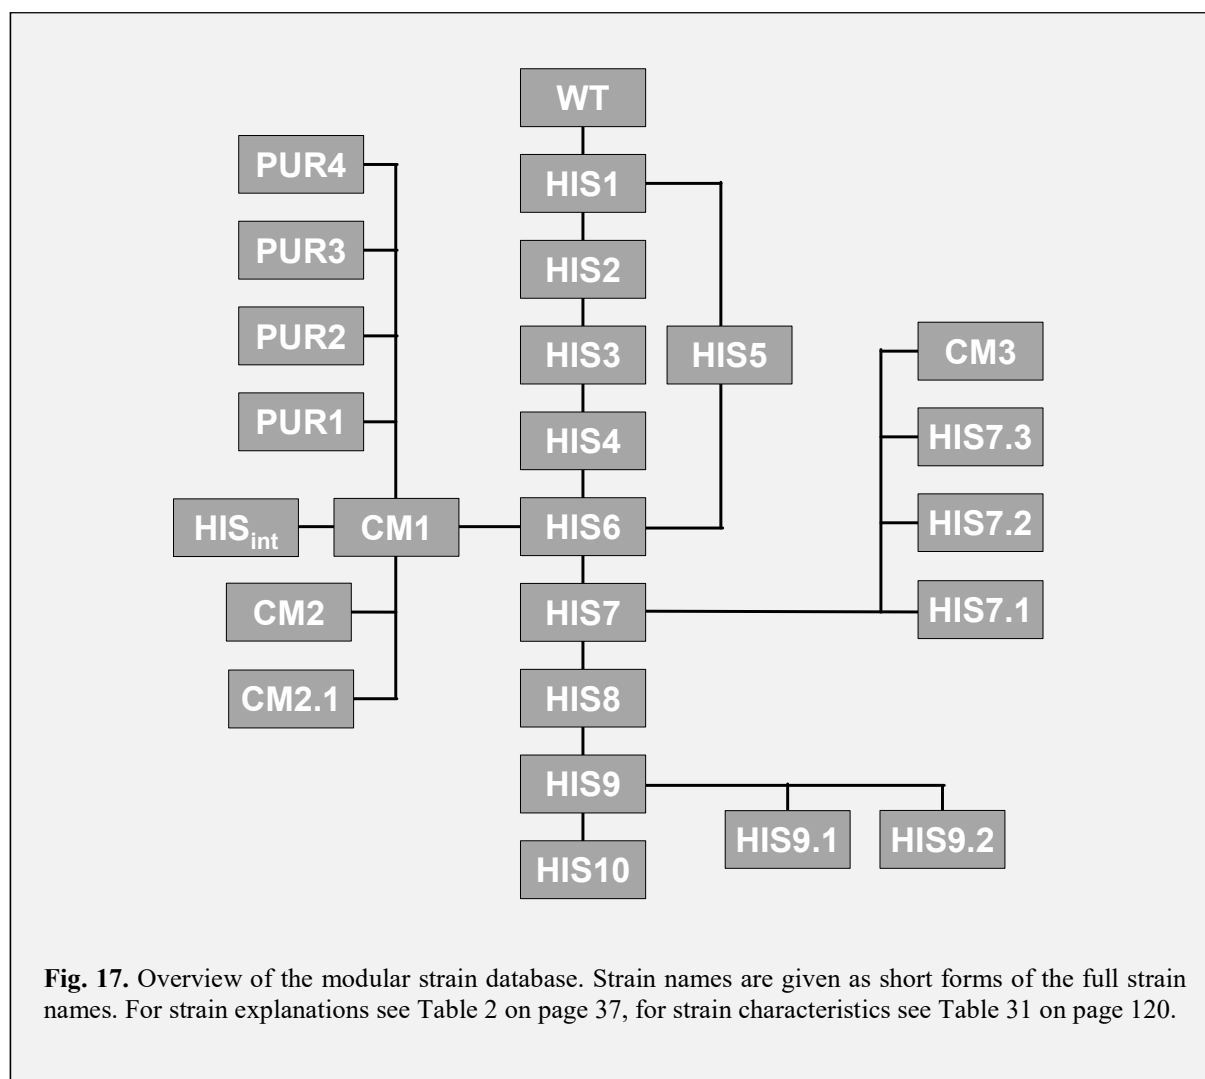 WT
PUR4
HIS1
PUR3
HIS2
PUR2
HIS3
HIS5
CM3
PUR1
HIS4
HIS7.3
HISint
CM1
HIS6
HIS7.2
CM2
HIS7
HIS7.1
CM2.1
HIS8
HIS9
HIS9.1
HIS9.2
HIS10
Fig. 17. Overview of the modular strain database. Strain names are given as short forms of the full strain
names. For strain explanations see Table 2 on page 37, for strain characteristics see Table 31 on page 120.